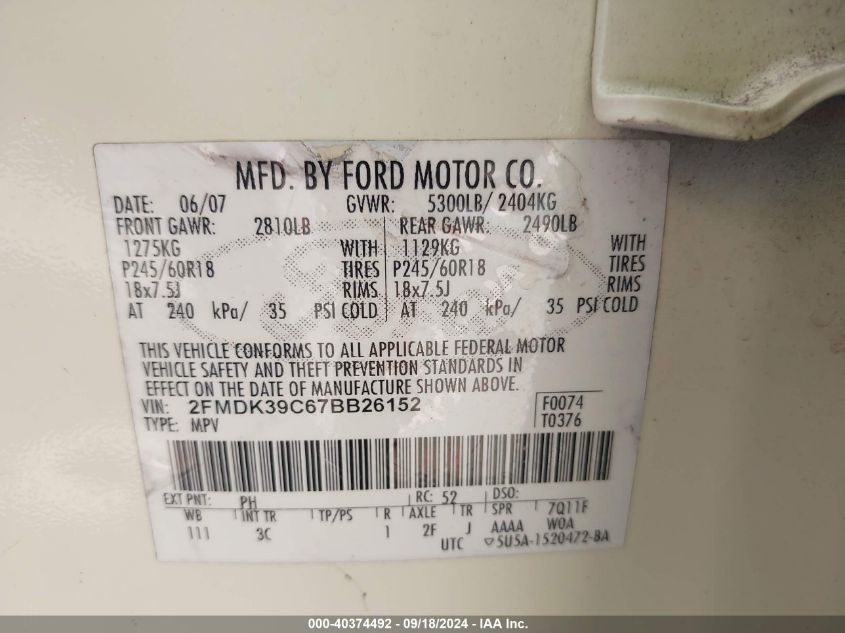 MFD. BY FORD MOTOR CO.
DATE: 06/07 GVWR: 5300LB/ 2404KG
FRONT GAWR: 2810LB REAR GAWR: 2490LB
1275KG WITH 1129KG WITH
P245/60R18 TIRES P245/60R18 TIRES
18x7.5J RIMS 18x7.5J RIMS
AT 240 kPa/ 35 PSI COLD AT 240 kPa/ 35 PSI COLD
THIS VEHICLE CONFORMS TO ALL APPLICABLE FEDERAL MOTOR
VEHICLE SAFETY AND THEFT PREVENTION STANDARDS IN
EFFECT ON THE DATE OF MANUFACTURE SHOWN ABOVE.
VIN: 2FMDK39C67BB26152 F0074
TYPE: MPV T0376
EXT PNT: PH RC: 52 DSO:
WB INT TR TP/PS R AXLE TR SPR 7Q11F
111 3C 1 2F J AAAA WOA
UTC ▽5U5A-1520472-BA
000-40374492 - 09/18/2024 - IAA Inc.